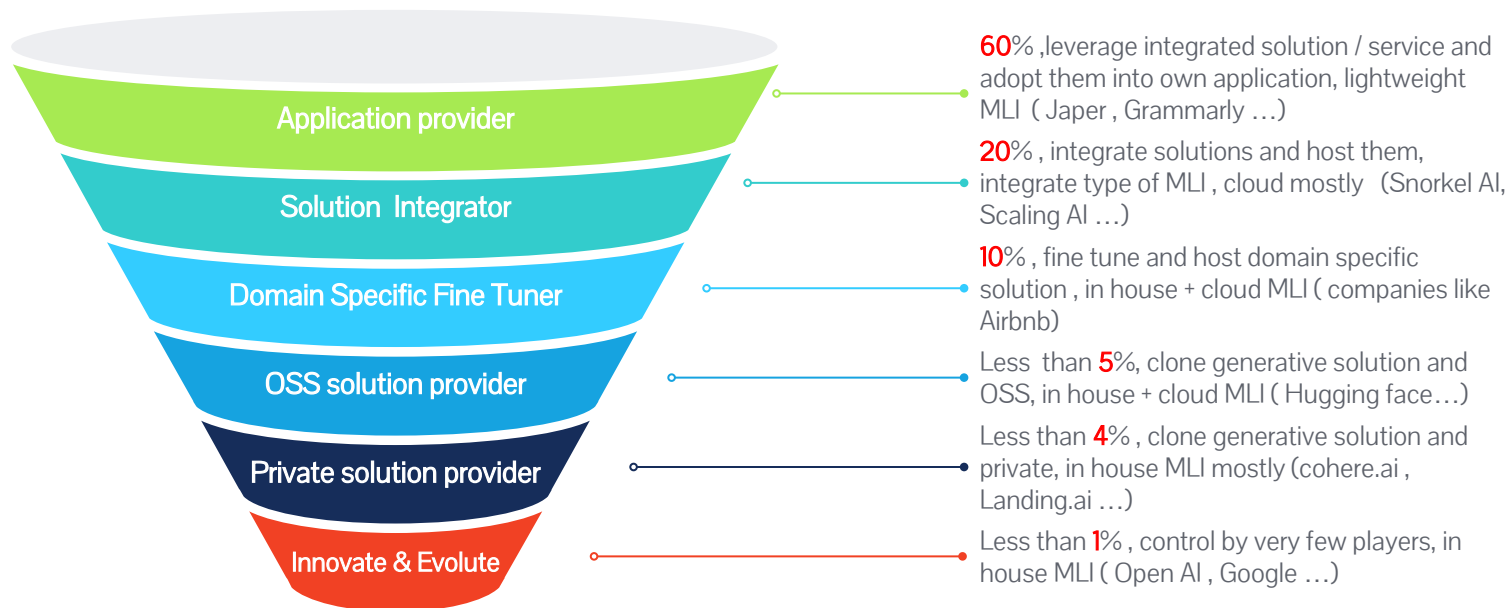 Application provider
60% ,leverage integrated solution / service and
adopt them into own application, lightweight
MLI ( Japer , Grammarly …)
Solution Integrator
20% , integrate solutions and host them,
integrate type of MLI , cloud mostly (Snorkel AI,
Scaling AI …)
Domain Specific Fine Tuner
10% , fine tune and host domain specific
solution , in house + cloud MLI ( companies like
Airbnb)
OSS solution provider
Less than 5%, clone generative solution and
OSS, in house + cloud MLI ( Hugging face…)
Private solution provider
Less than 4% , clone generative solution and
private, in house MLI mostly (cohere.ai ,
Landing.ai …)
Innovate & Evolute
Less than 1% , control by very few players, in
house MLI ( Open AI , Google …)